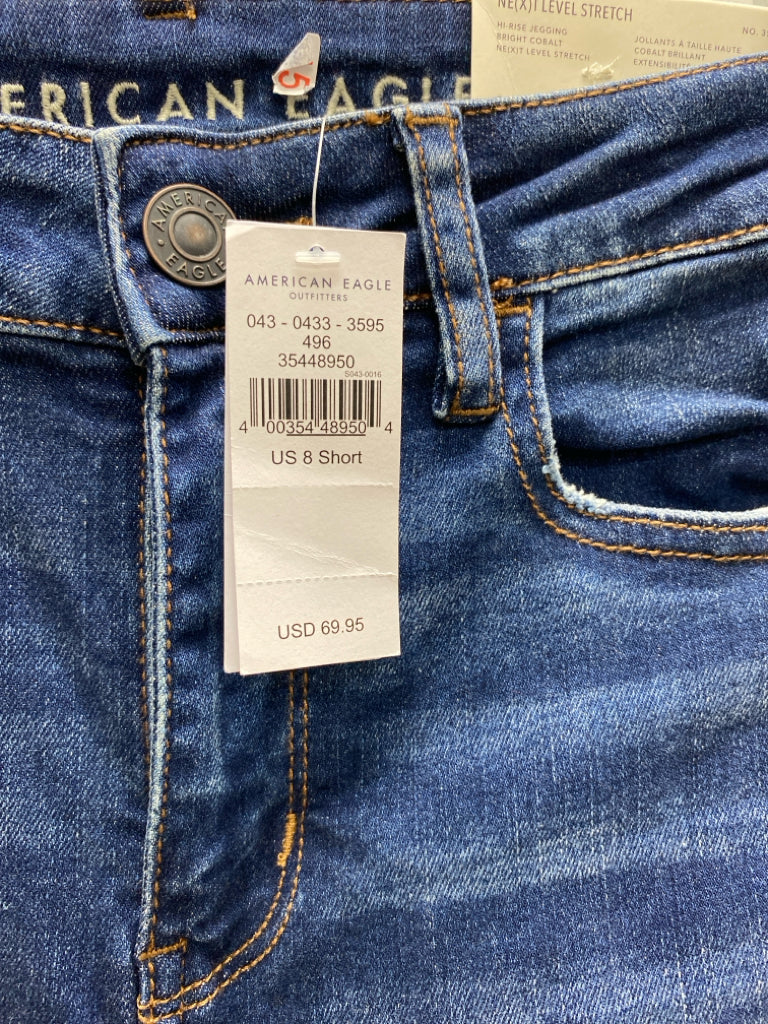 NE(X)T LEVEL STRETCH
HI-RISE JEGGING
BRIGHT COBALT
NE(X)T LEVEL STRETCH
JOLLANTS À TAILLE HAUTE
COBALT BRILLANT
NO.
5
ERICAN EAGLE
AMERICAN
EAGLE
AMERICAN EAGLE
OUTFITTERS
043 - 0433 - 3595
496
35448950
S043-0016
4 00354 48950 4
US 8 Short
USD 69.95